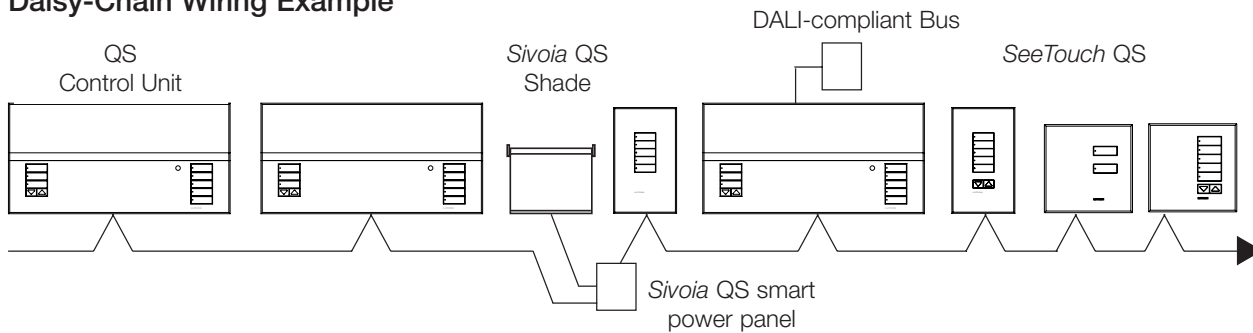 Daisy-Chain Wiring Example
DALI-compliant Bus
QS
Control Unit
Sivoia QS
Shade
SeeTouch QS
Sivoia QS smart
power panel